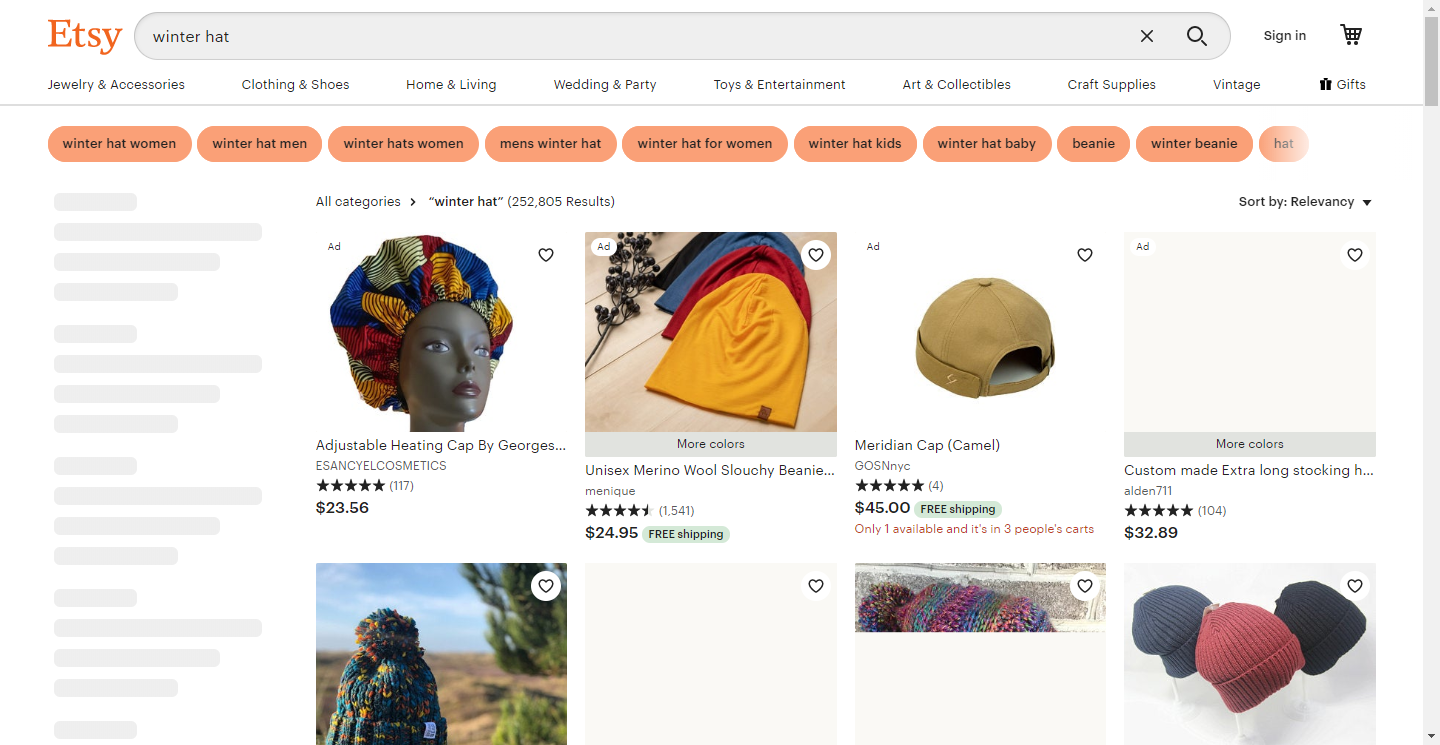 Etsy
winter hat
Sign in
Jewelry & Accessories
Clothing & Shoes
Home & Living
Wedding & Party
Toys & Entertainment
Art & Collectibles
Craft Supplies
Vintage
Gifts
winter hat women
winter hat men
winter hats women
mens winter hat
winter hat for women
winter hat kids
winter hat baby
beanie
winter beanie
hat
All categories
“winter hat” (252,805 Results)
Sort by: Relevancy
Ad
Adjustable Heating Cap By Georges...
ESANCYELCOSMETICS
(117)
$23.56
Ad
More colors
Unisex Merino Wool Slouchy Beanie...
menique
(1,541)
$24.95 FREE shipping
Ad
Meridian Cap (Camel)
GOSNnyc
(4)
$45.00 FREE shipping
Only 1 available and it's in 3 people's carts
Ad
More colors
Custom made Extra long stocking h...
alden711
(104)
$32.89